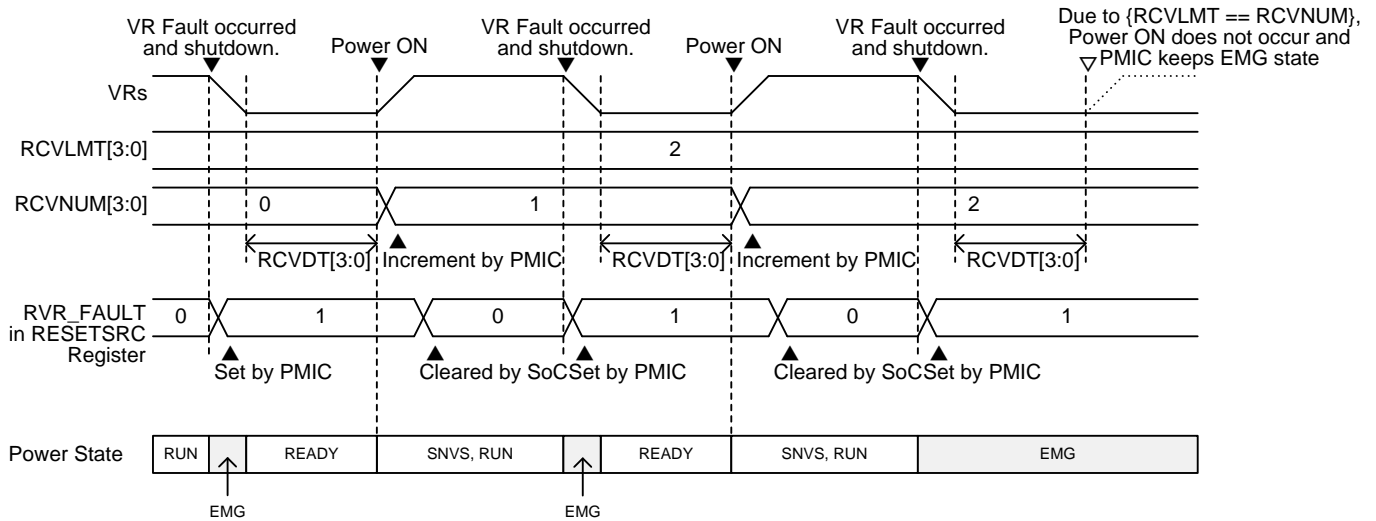 VR Fault occurred
and shutdown.
Power ON
VR Fault occurred
and shutdown.
Power ON
VR Fault occurred
and shutdown.
Due to {RCVLMT == RCVNUM},
Power ON does not occur and
PMIC keeps EMG state
VRs
RCVLMT[3:0]
2
RCVNUM[3:0]
0
1
2
RCVDT[3:0]
Increment by PMIC
RCVDT[3:0]
Increment by PMIC
RCVDT[3:0]
RVR_FAULT
in RESETSRC
Register
0
1
0
1
0
1
Set by PMIC
Cleared by SoC
Set by PMIC
Cleared by SoC
Set by PMIC
Power State
RUN
READY
SNVS, RUN
READY
SNVS, RUN
EMG
EMG
EMG